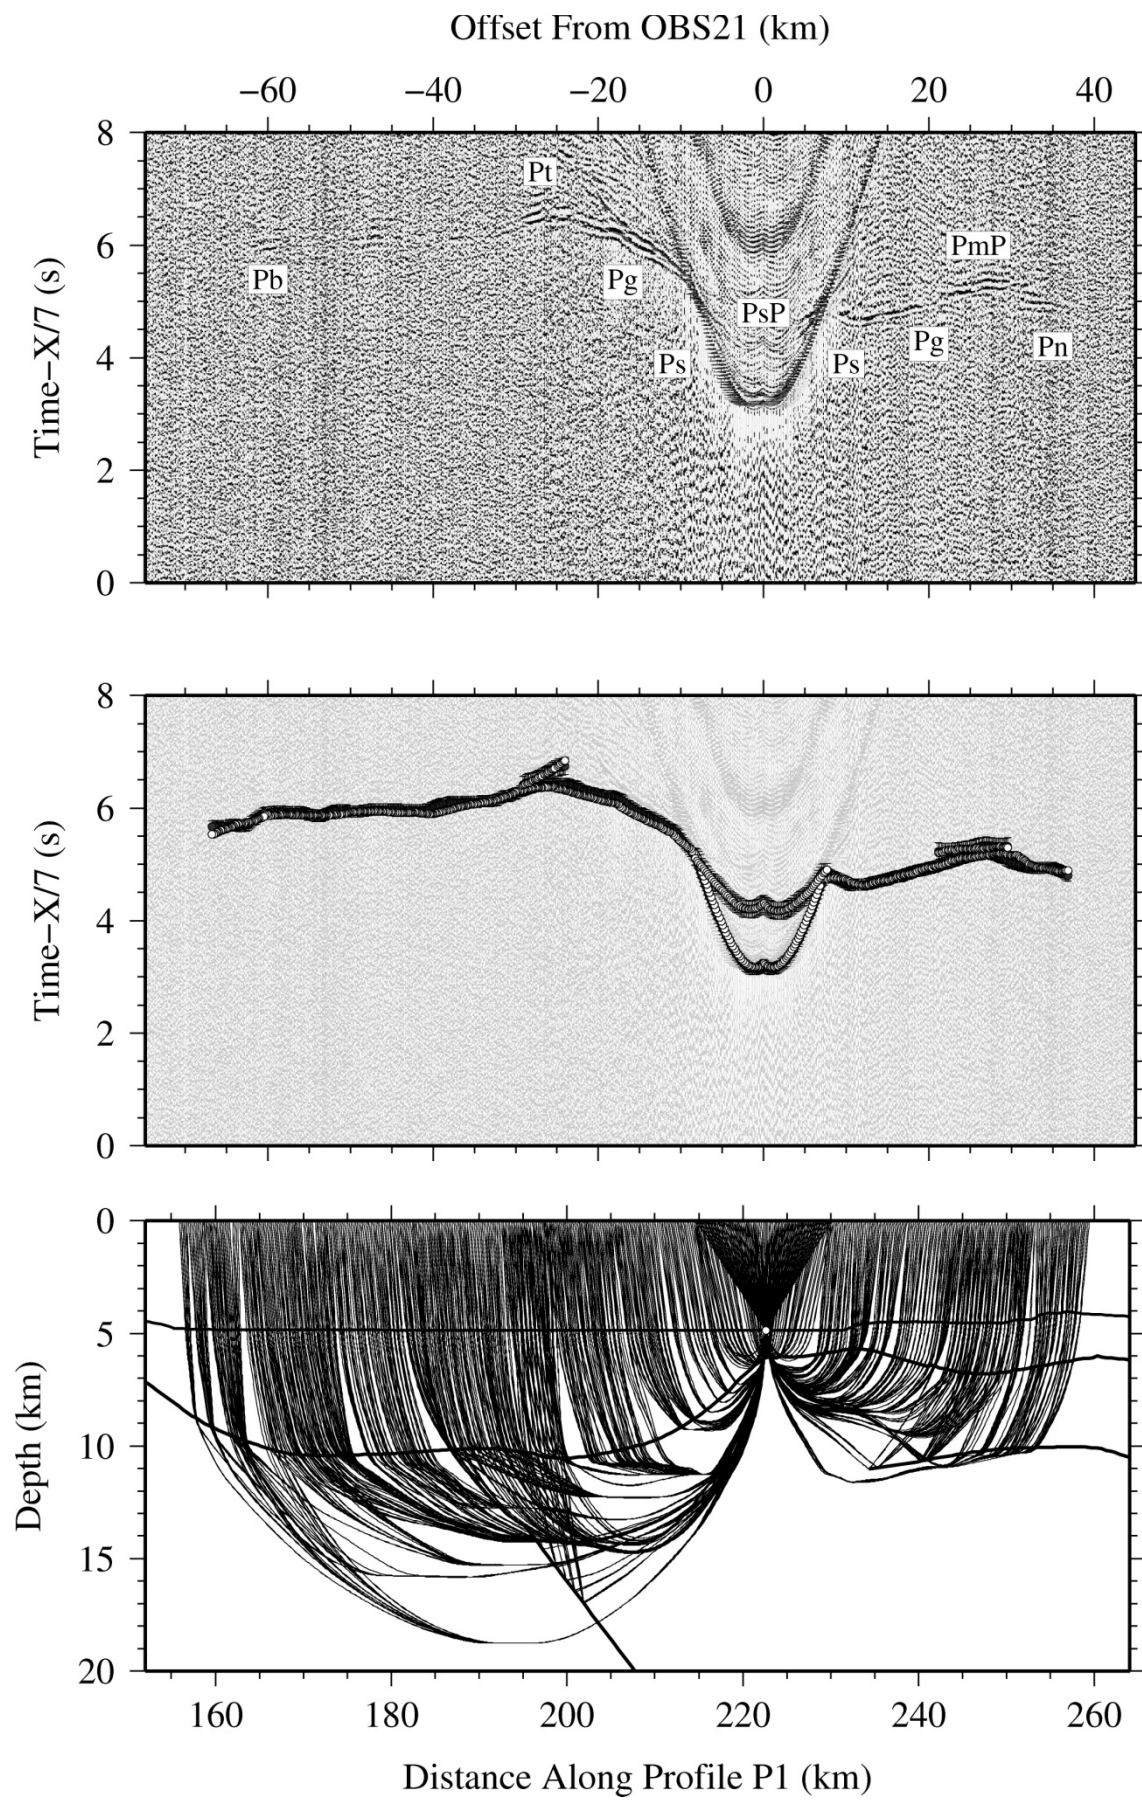 Offset From OBS21 (km)
−60 −40 −20 0 20 40
8
6
4
2
0
Time−X/7 (s)
Pt
Pb
Pg
PmP
PsP
Ps
Ps
Pg
Pn
8
6
4
2
0
Time−X/7 (s)
0
5
10
15
20
Depth (km)
160 180 200 220 240 260
Distance Along Profile P1 (km)